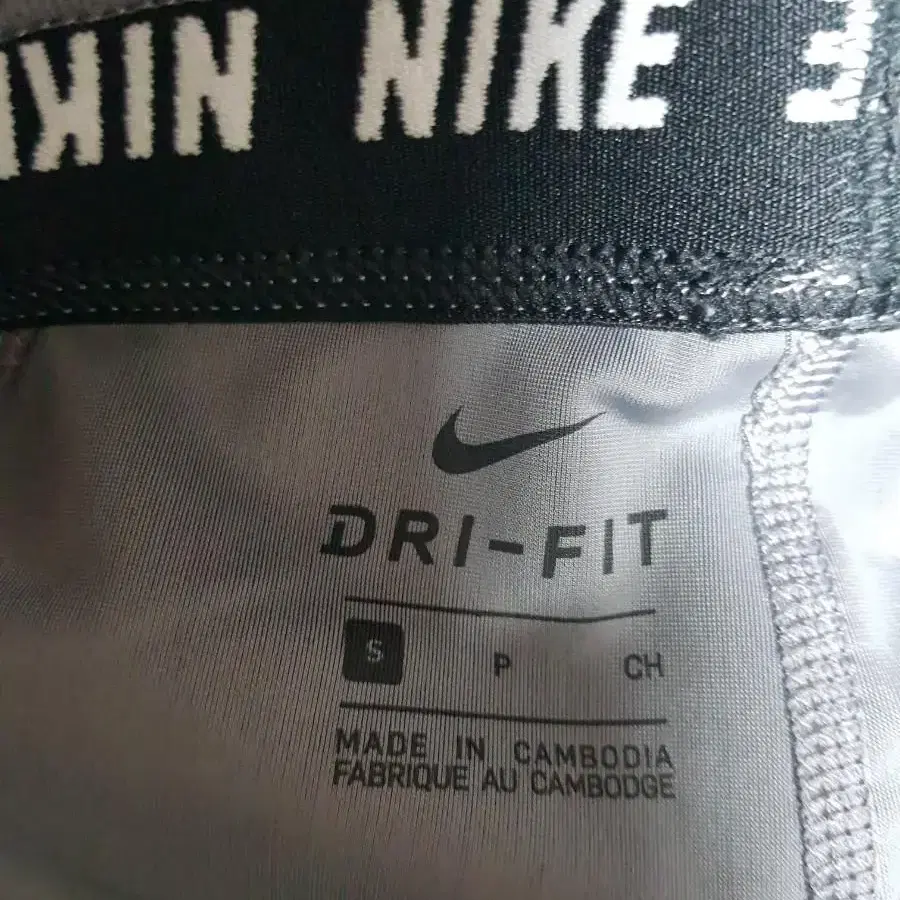 NIKE
DRI-FIT
S P CH
MADE IN CAMBODIA
FABRIQUE AU CAMBODGE